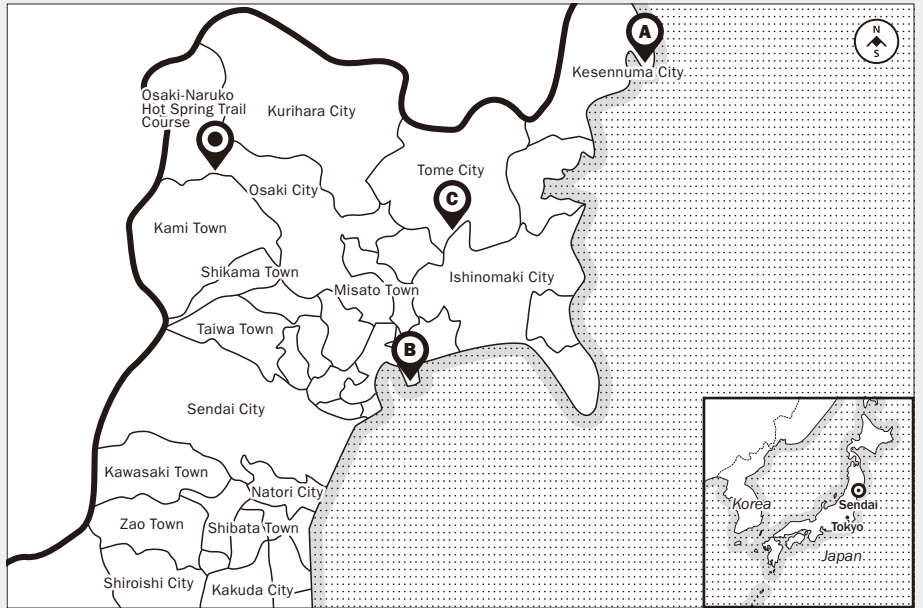 A
N
S
Kesennuma City
Osaki-Naruko
Hot Spring Trail
Course
Kurihara City
Tome City
Osaki City
C
Kami Town
Shikama Town
Ishinomaki City
Misato Town
Taiwa Town
B
Sendai City
Kawasaki Town
Natori City
Zao Town
Shibata Town
Shiroishi City
Kakuda City
Korea
Sendai
Tokyo
Japan